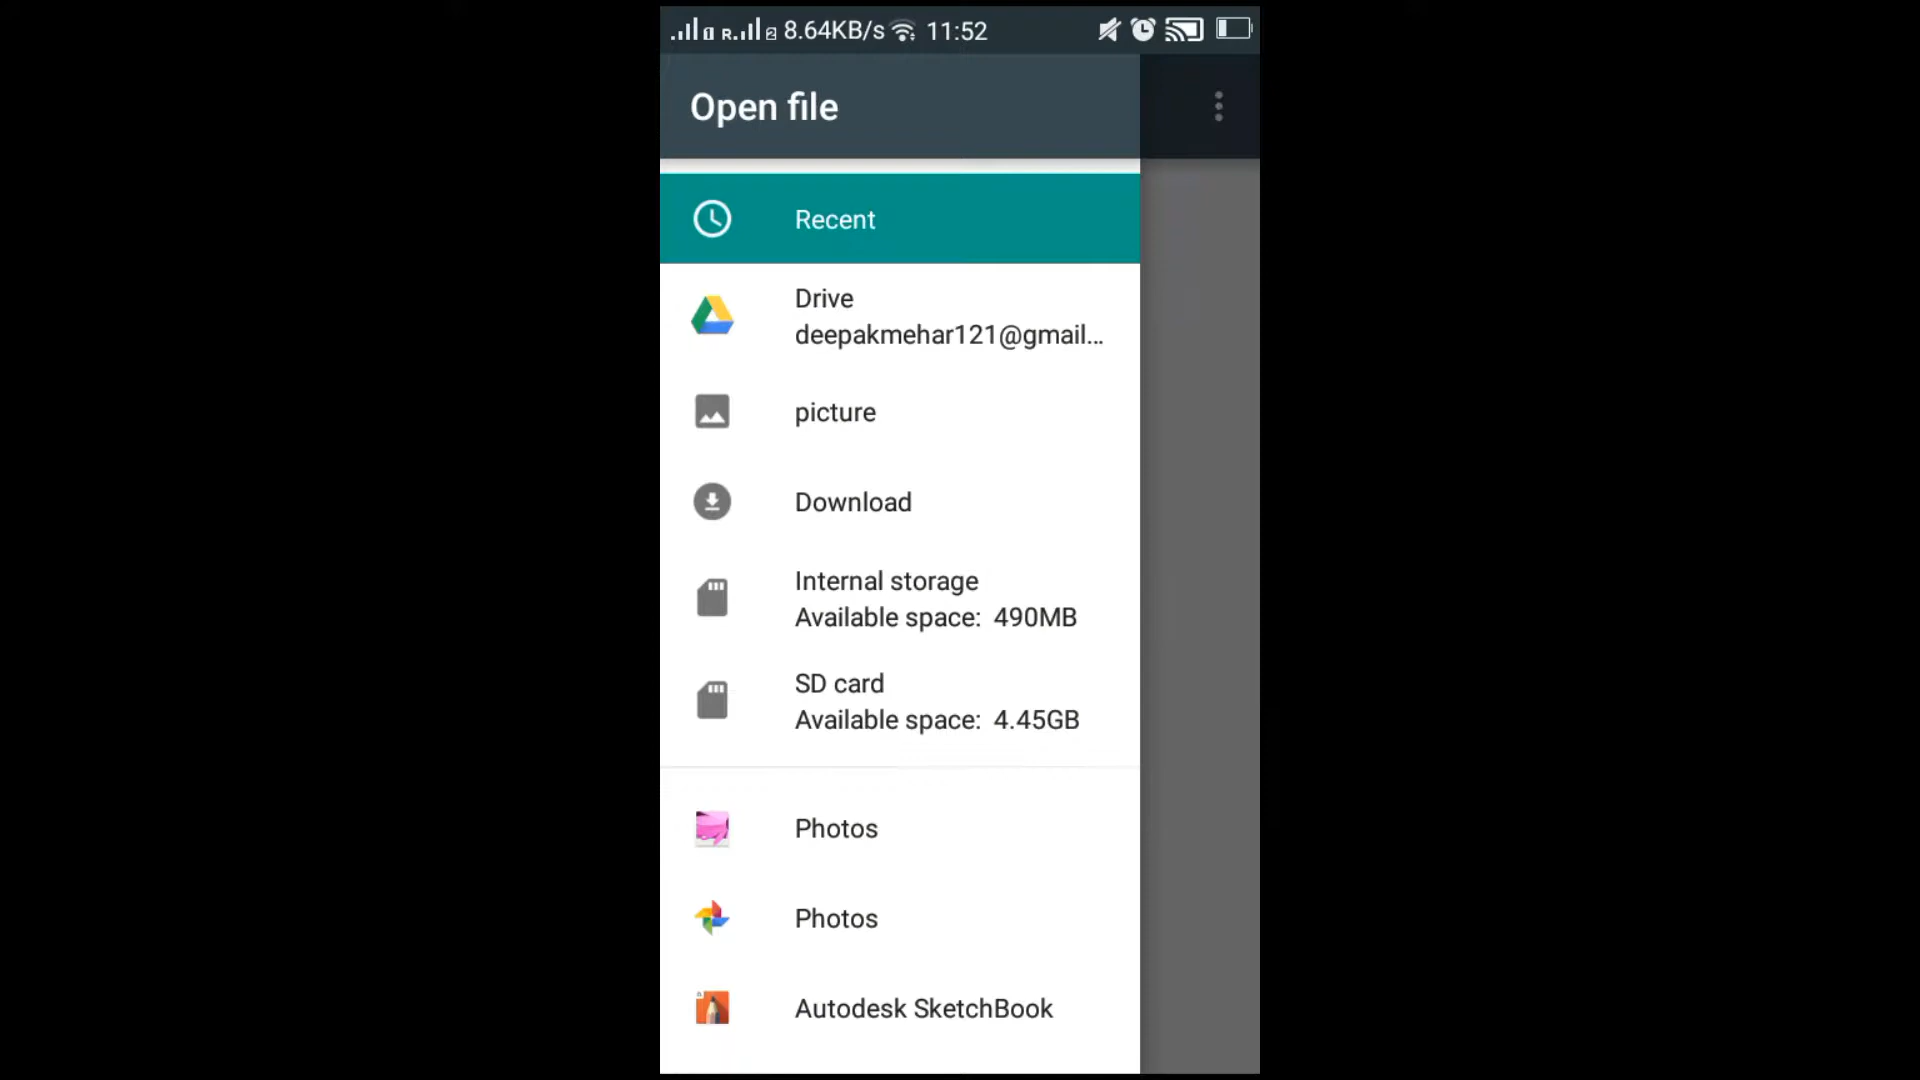 R. 2 8.64KB/s 11:52
Open file
Recent
Drive
deepakmehar121@gmail...
picture
Download
Internal storage
Available space: 490MB
SD card
Available space: 4.45GB
Photos
Photos
Autodesk SketchBook